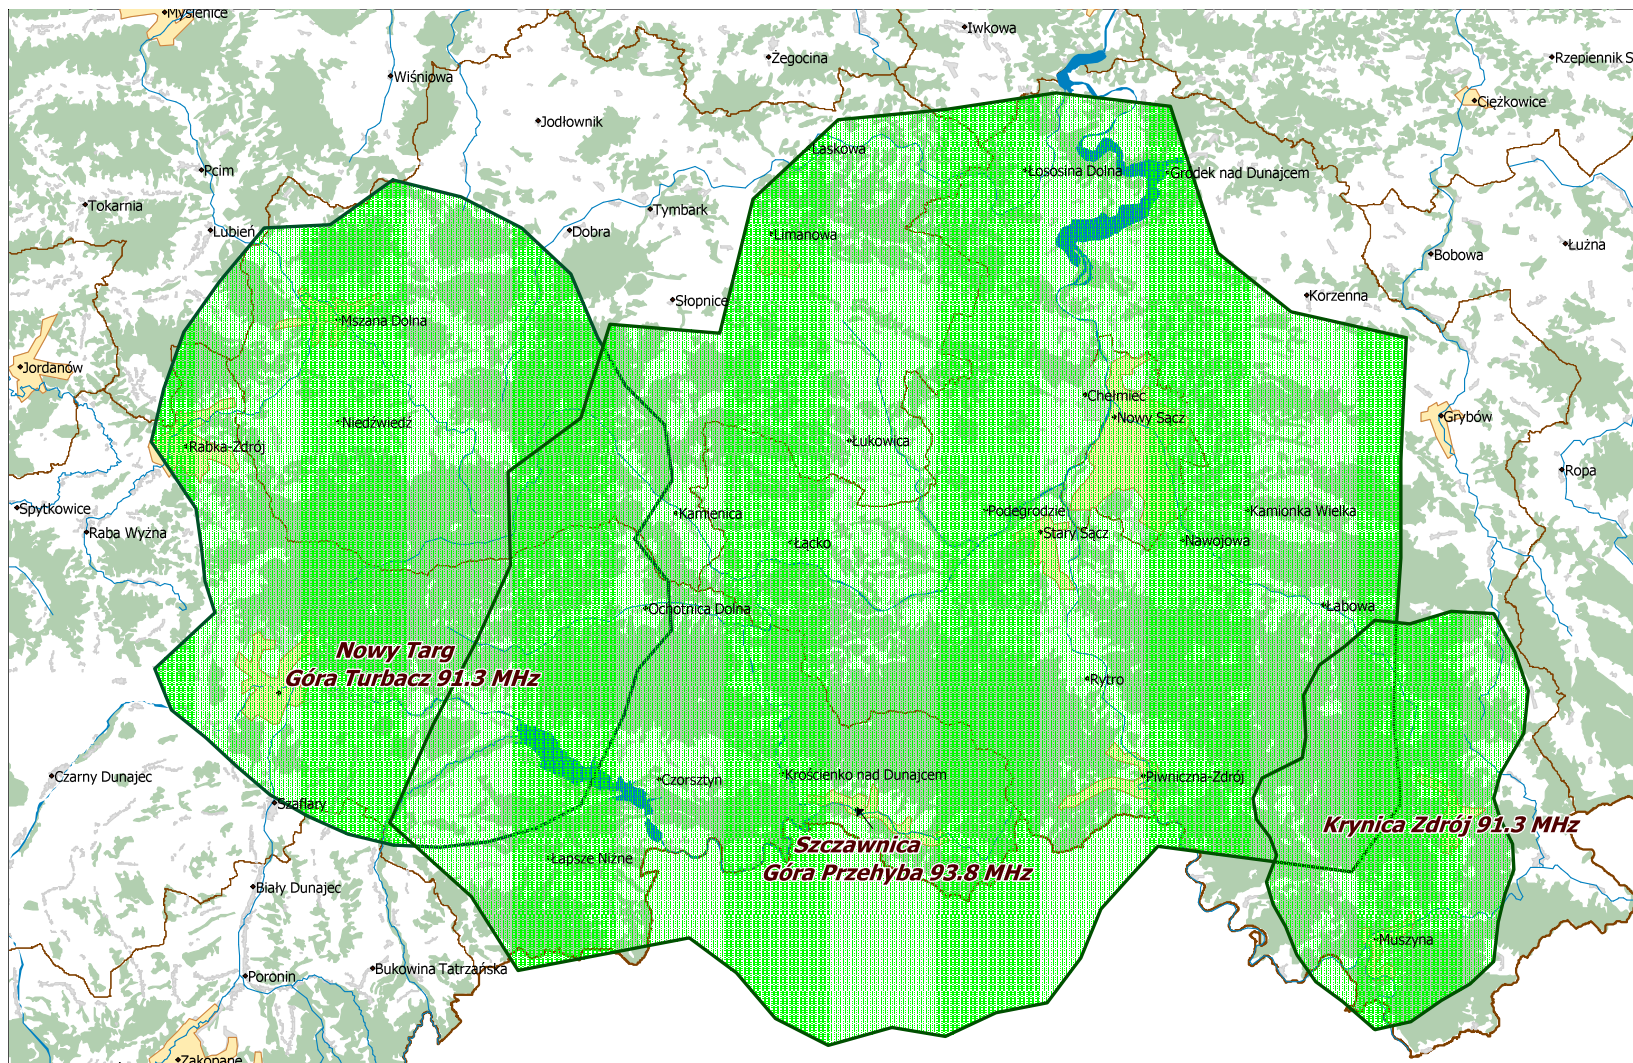 Myślenice
Iwkowa
Żegocina
Rzepiennik S
Wiśniowa
Ciężkowice
Jodłownik
Laskowa
Pcim
Łososina Dolna
Gródek nad Dunajcem
Tokarnia
Tymbark
Lubień
Dobra
Limanowa
Łużna
Bobowa
Słopnice
Korzenna
Mszana Dolna
Jordanów
Chełmiec
Niedźwiedź
Nowy Sącz
Grybów
Rabka-Zdrój
Łukowica
Ropa
Spytkowice
Kamienica
Podegrodzie
Kamionka Wielka
Raba Wyżna
Łącko
Stary Sącz
Nawojowa
Ochotnica Dolna
Łabowa
Nowy Targ
Góra Turbacz 91.3 MHz
Rytro
Czarny Dunajec
Czorsztyn
Krościenko nad Dunajcem
Piwniczna-Zdrój
Szaflary
Krynica Zdrój 91.3 MHz
Szczawnica
Góra Przehyba 93.8 MHz
Łapsze Niżne
Biały Dunajec
Muszyna
Poronin
Bukowina Tatrzańska
Zakopane